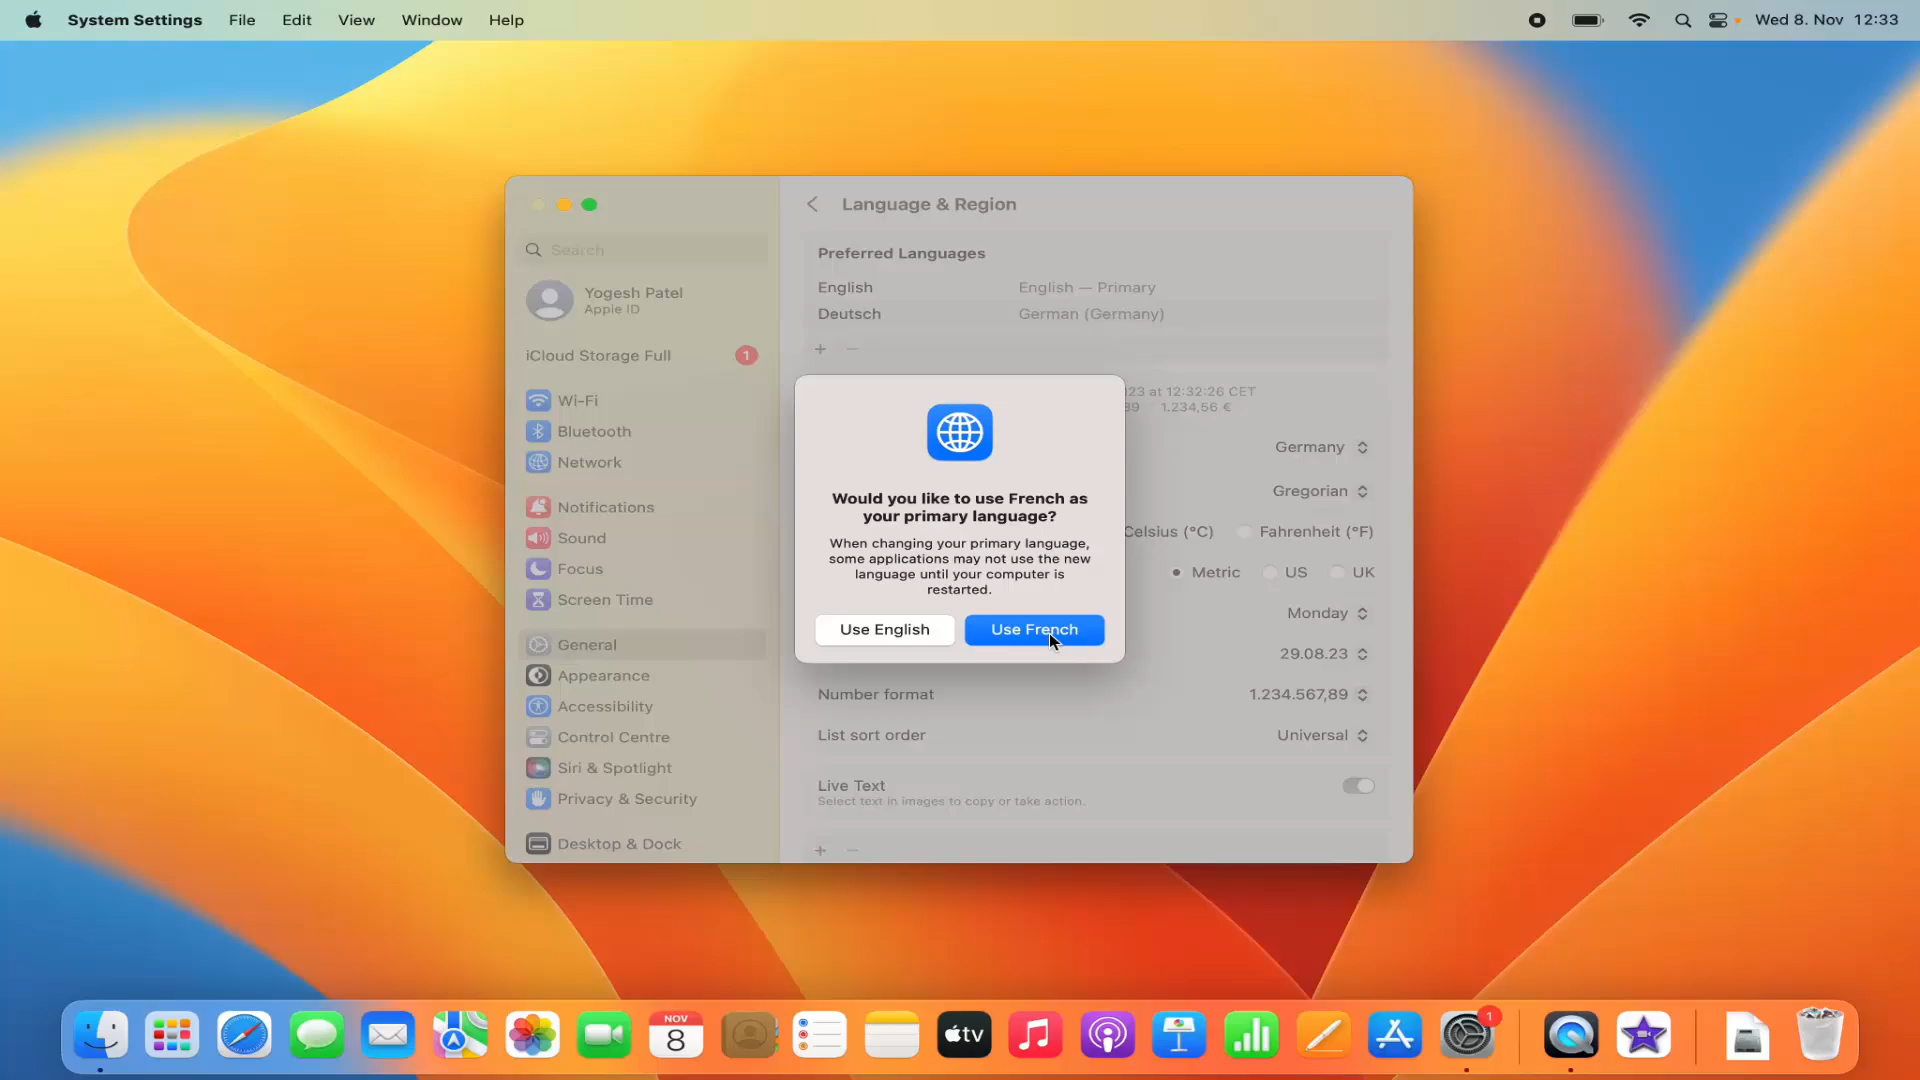 System Settings File Edit View Window Help Wed 8. Nov 12:33
Language & Region
Search
Preferred Languages
Yogesh Patel
Apple ID
English English — Primary
Deutsch German (Germany)
+ −
iCloud Storage Full 1
23 at 12:32:26 CET
89 1.234,56 €
Wi-Fi
Bluetooth
Network
Notifications
Sound
Focus
Screen Time
General
Appearance
Accessibility
Control Centre
Siri & Spotlight
Privacy & Security
Desktop & Dock
Would you like to use French as
your primary language?
When changing your primary language,
some applications may not use the new
language until your computer is
restarted.
Use English Use French
Germany
Gregorian
Celsius (°C) Fahrenheit (°F)
Metric US UK
Monday
29.08.23
Number format 1.234.567,89
List sort order Universal
Live Text
Select text in images to copy or take action.
+ −
NOV
8
tv
1